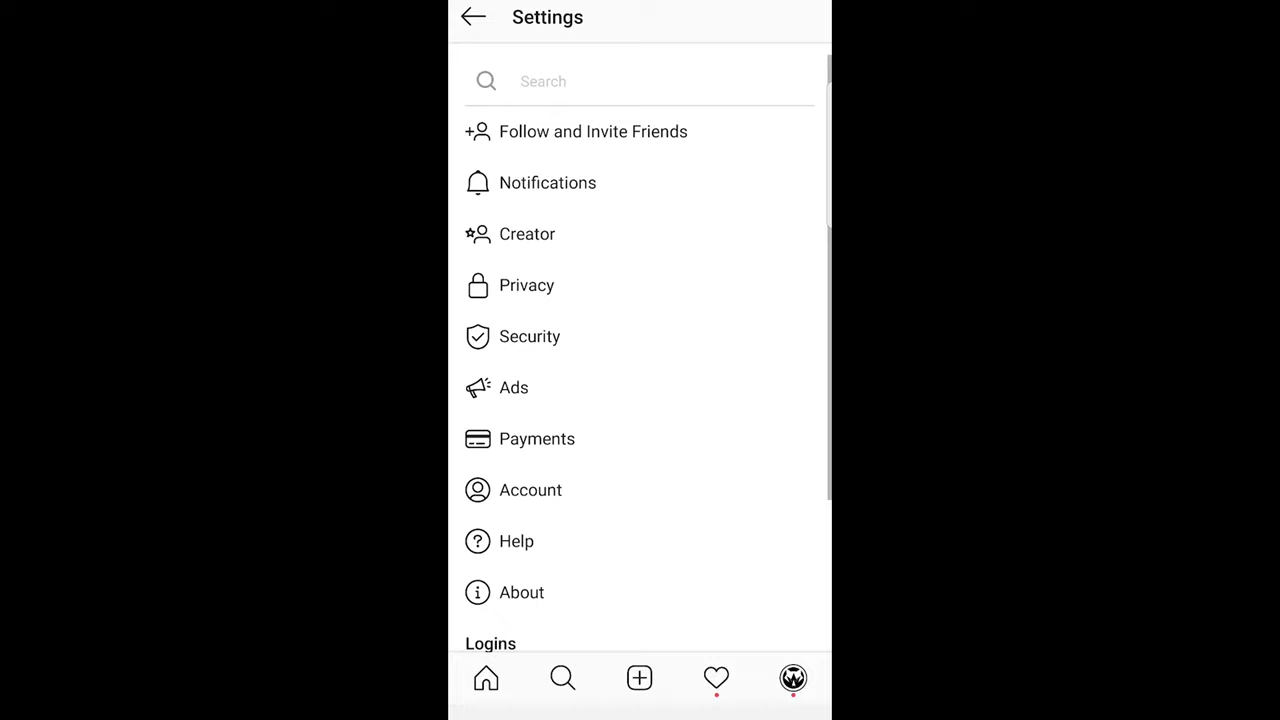 Settings
Search
Follow and Invite Friends
Notifications
Creator
Privacy
Security
Ads
Payments
Account
Help
About
Logins